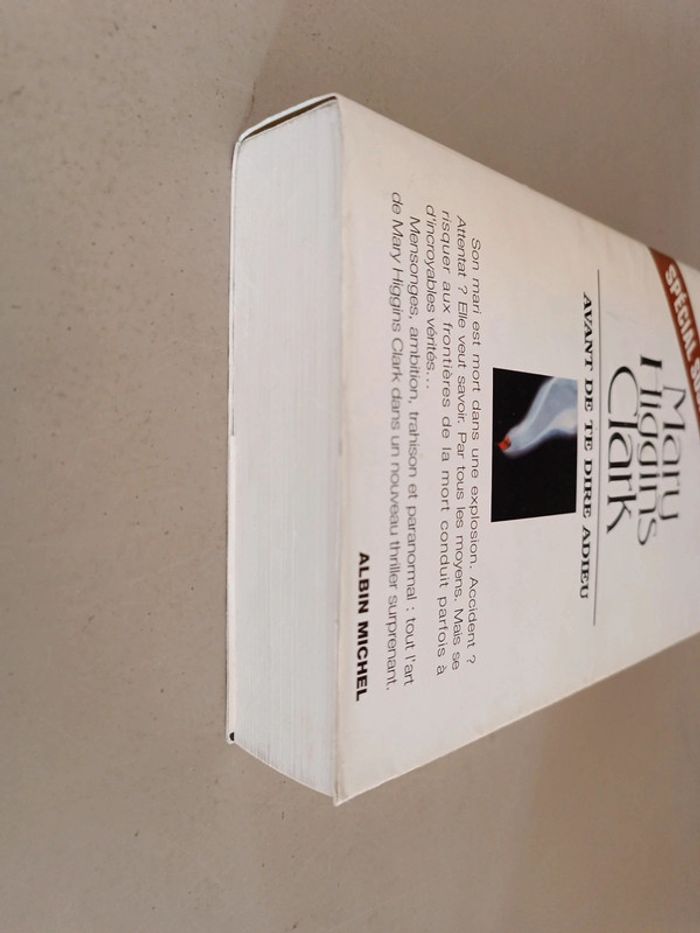 SPÉCIAL
Mary
Higgins
Clark
AVANT DE TE DIRE ADIEU
Son mari est mort dans une explosion. Accident ?
Attentat ? Elle veut savoir. Par tous les moyens. Mais se
risquer aux frontières de la mort conduit parfois à
d'incroyables vérités...
Mensonges, ambition, trahison et paranormal : tout l'art
de Mary Higgins Clark dans un nouveau thriller surprenant.
ALBIN MICHEL